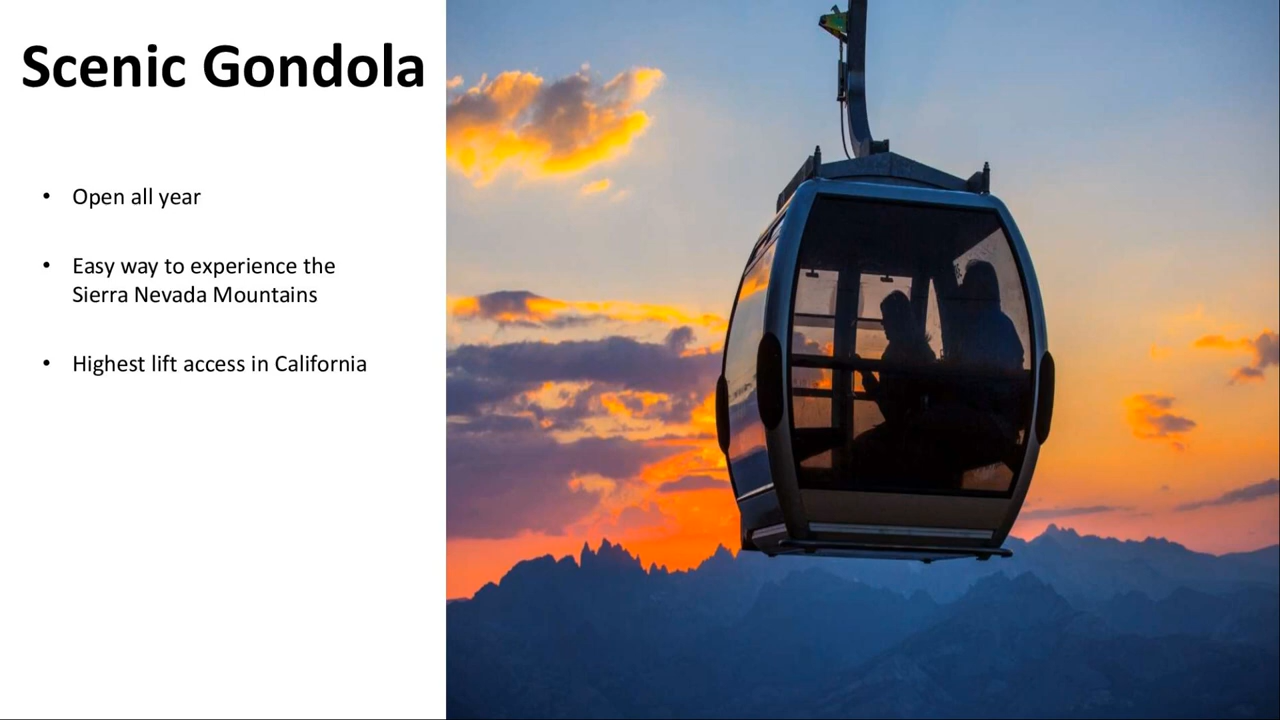 Scenic Gondola
• Open all year
• Easy way to experience the
Sierra Nevada Mountains
• Highest lift access in California